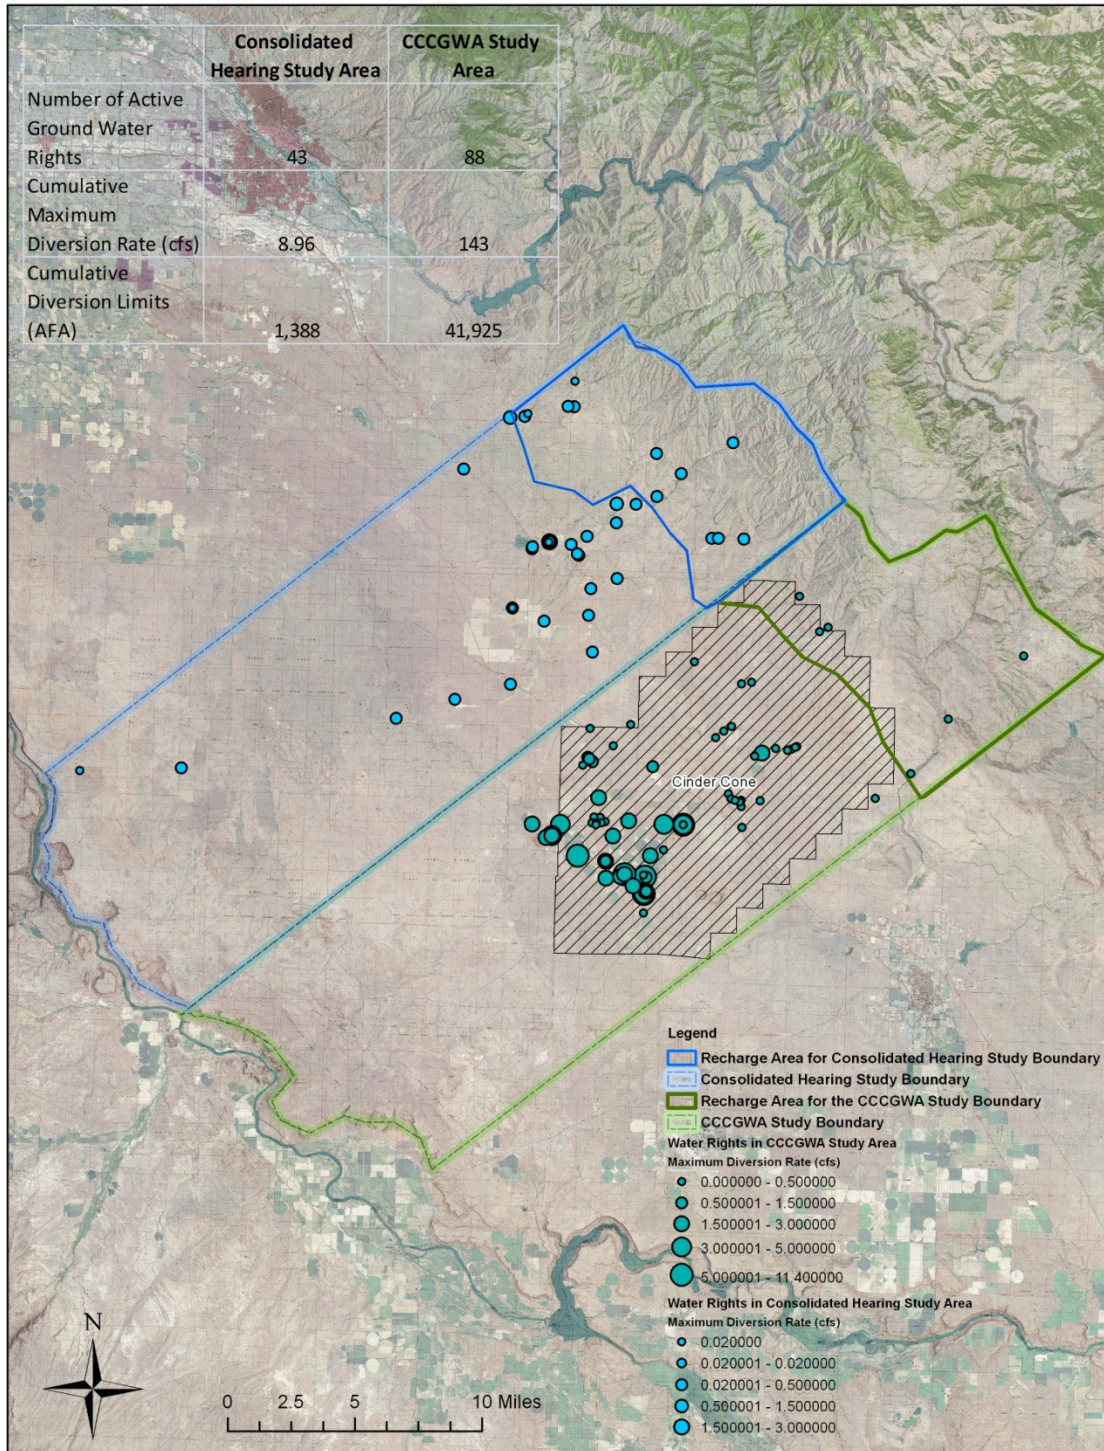 Consolidated Hearing Study Area
CCCGWA Study Area
Number of Active Ground Water Rights
43
88
Cumulative Maximum Diversion Rate (cfs)
8.96
143
Cumulative Diversion Limits (AFA)
1,388
41,925
Cinder Cone
Legend
Recharge Area for Consolidated Hearing Study Boundary
Consolidated Hearing Study Boundary
Recharge Area for the CCCGWA Study Boundary
CCCGWA Study Boundary
Water Rights in CCCGWA Study Area
Maximum Diversion Rate (cfs)
0.000000 - 0.500000
0.500001 - 1.500000
1.500001 - 3.000000
3.000001 - 5.000000
5.000001 - 11.400000
Water Rights in Consolidated Hearing Study Area
Maximum Diversion Rate (cfs)
0.020000
0.020001 - 0.020000
0.020001 - 0.500000
0.500001 - 1.500000
1.500001 - 3.000000
N
0 2.5 5 10 Miles